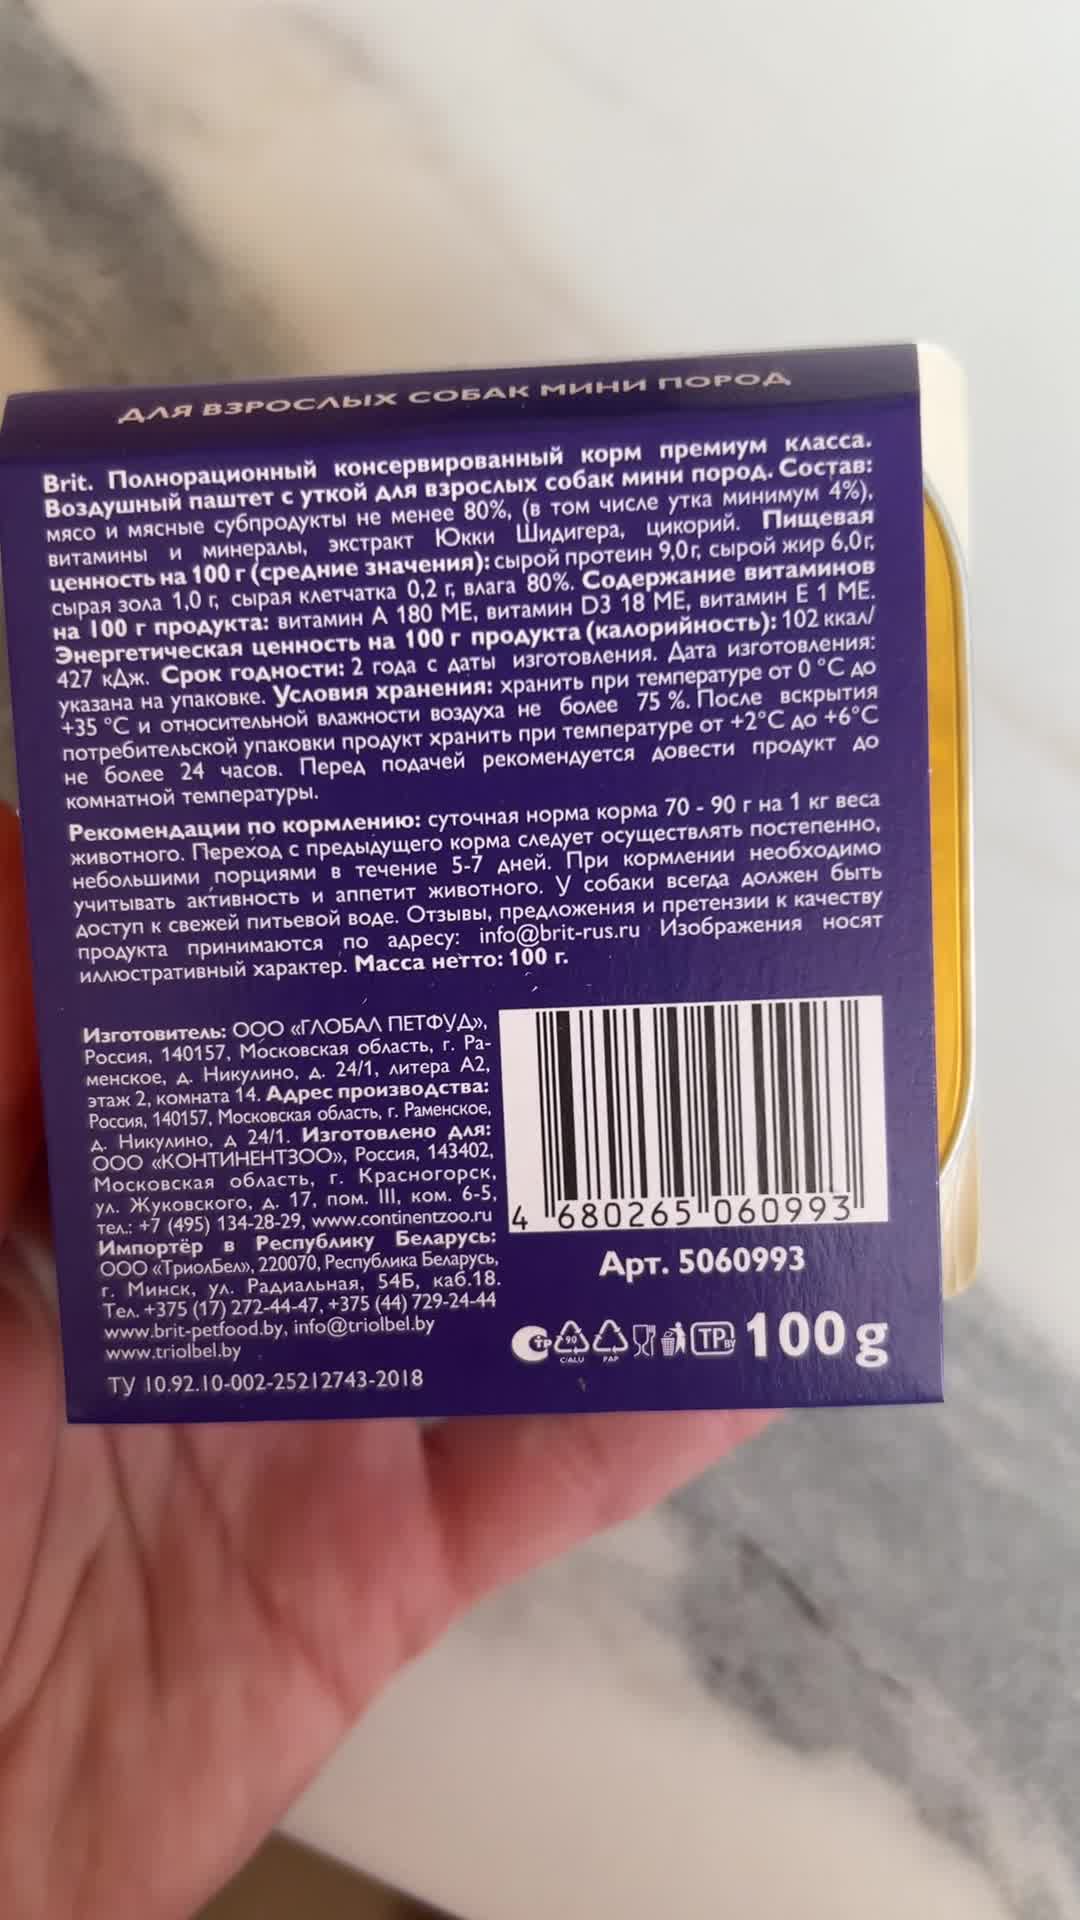 ДЛЯ ВЗРОСЛЫХ СОБАК МИНИ ПОРОД
Brit. Полнорационный консервированный корм премиум класса.
Воздушный паштет с уткой для взрослых собак мини пород. Состав:
мясо и мясные субпродукты не менее 80%, (в том числе утка минимум 4%),
витамины и минералы, экстракт Юкки Шидигера, цикорий. Пищевая
ценность на 100 г (средние значения): сырой протеин 9,0 г, сырой жир 6,0 г,
сырая зола 1,0 г, сырая клетчатка 0,2 г, влага 80%. Содержание витаминов
на 100 г продукта: витамин А 180 МЕ, витамин D3 18 МЕ, витамин Е 1 МЕ.
Энергетическая ценность на 100 г продукта (калорийность): 102 ккал/
427 кДж. Срок годности: 2 года с даты изготовления. Дата изготовления:
указана на упаковке. Условия хранения: хранить при температуре от 0 °С до
+35 °С и относительной влажности воздуха не более 75 %. После вскрытия
потребительской упаковки продукт хранить при температуре от +2°С до +6°С
не более 24 часов. Перед подачей рекомендуется довести продукт до
комнатной температуры.
Рекомендации по кормлению: суточная норма корма 70 - 90 г на 1 кг веса
животного. Переход с предыдущего корма следует осуществлять постепенно,
небольшими порциями в течение 5-7 дней. При кормлении необходимо
учитывать активность и аппетит животного. У собаки всегда должен быть
доступ к свежей питьевой воде. Отзывы, предложения и претензии к качеству
продукта принимаются по адресу: info@brit-rus.ru Изображения носят
иллюстративный характер. Масса нетто: 100 г.
Изготовитель: ООО «ГЛОБАЛ ПЕТФУД»,
Россия, 140157, Московская область, г. Ра-
менское, д. Никулино, д. 24/1, литера А2,
этаж 2, комната 14. Адрес производства:
Россия, 140157, Московская область, г. Раменское,
д. Никулино, д 24/1. Изготовлено для:
ООО «КОНТИНЕНТЗОО», Россия, 143402,
Московская область, г. Красногорск,
ул. Жуковского, д. 17, пом. III, ком. 6-5,
тел.: +7 (495) 134-28-29, www.continentzoo.ru
Импортёр в Республику Беларусь:
ООО «ТриолБел», 220070, Республика Беларусь,
г. Минск, ул. Радиальная, 54Б, каб.18.
Тел. +375 (17) 272-44-47, +375 (44) 729-24-44
www.brit-petfood.by, info@triolbel.by
www.triolbel.by
ТУ 10.92.10-002-25212743-2018
4 680265 060993
Арт. 5060993
ТР 90 C/ALU PAP ТР BY 100 g